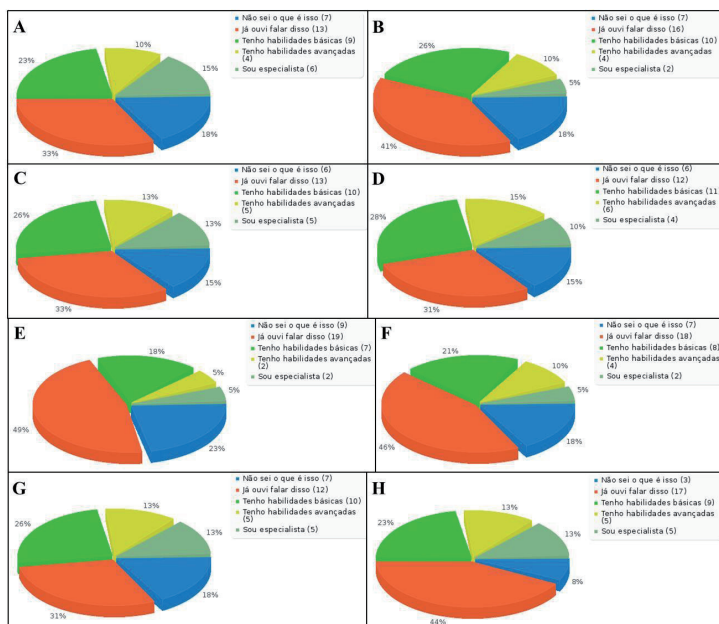 A
Não sei o que é isso (7)
Já ouvi falar disso (13)
Tenho habilidades básicas (9)
Tenho habilidades avançadas
(4)
Sou especialista (6)
10%
23%
15%
18%
33%
B
Não sei o que é isso (7)
Já ouvi falar disso (16)
Tenho habilidades básicas (10)
Tenho habilidades avançadas
(4)
Sou especialista (2)
26%
10%
5%
18%
41%
C
Não sei o que é isso (6)
Já ouvi falar disso (13)
Tenho habilidades básicas (10)
Tenho habilidades avançadas
(5)
Sou especialista (5)
13%
26%
13%
15%
33%
D
Não sei o que é isso (6)
Já ouvi falar disso (12)
Tenho habilidades básicas (11)
Tenho habilidades avançadas
(6)
Sou especialista (4)
15%
28%
10%
15%
31%
E
Não sei o que é isso (9)
Já ouvi falar disso (19)
Tenho habilidades básicas (7)
Tenho habilidades avançadas
(2)
Sou especialista (2)
18%
5%
5%
49%
23%
F
Não sei o que é isso (7)
Já ouvi falar disso (18)
Tenho habilidades básicas (8)
Tenho habilidades avançadas
(4)
Sou especialista (2)
21%
10%
5%
46%
18%
G
Não sei o que é isso (7)
Já ouvi falar disso (12)
Tenho habilidades básicas (10)
Tenho habilidades avançadas
(5)
Sou especialista (5)
13%
26%
13%
18%
31%
H
Não sei o que é isso (3)
Já ouvi falar disso (17)
Tenho habilidades básicas (9)
Tenho habilidades avançadas
(5)
Sou especialista (5)
13%
23%
13%
8%
44%